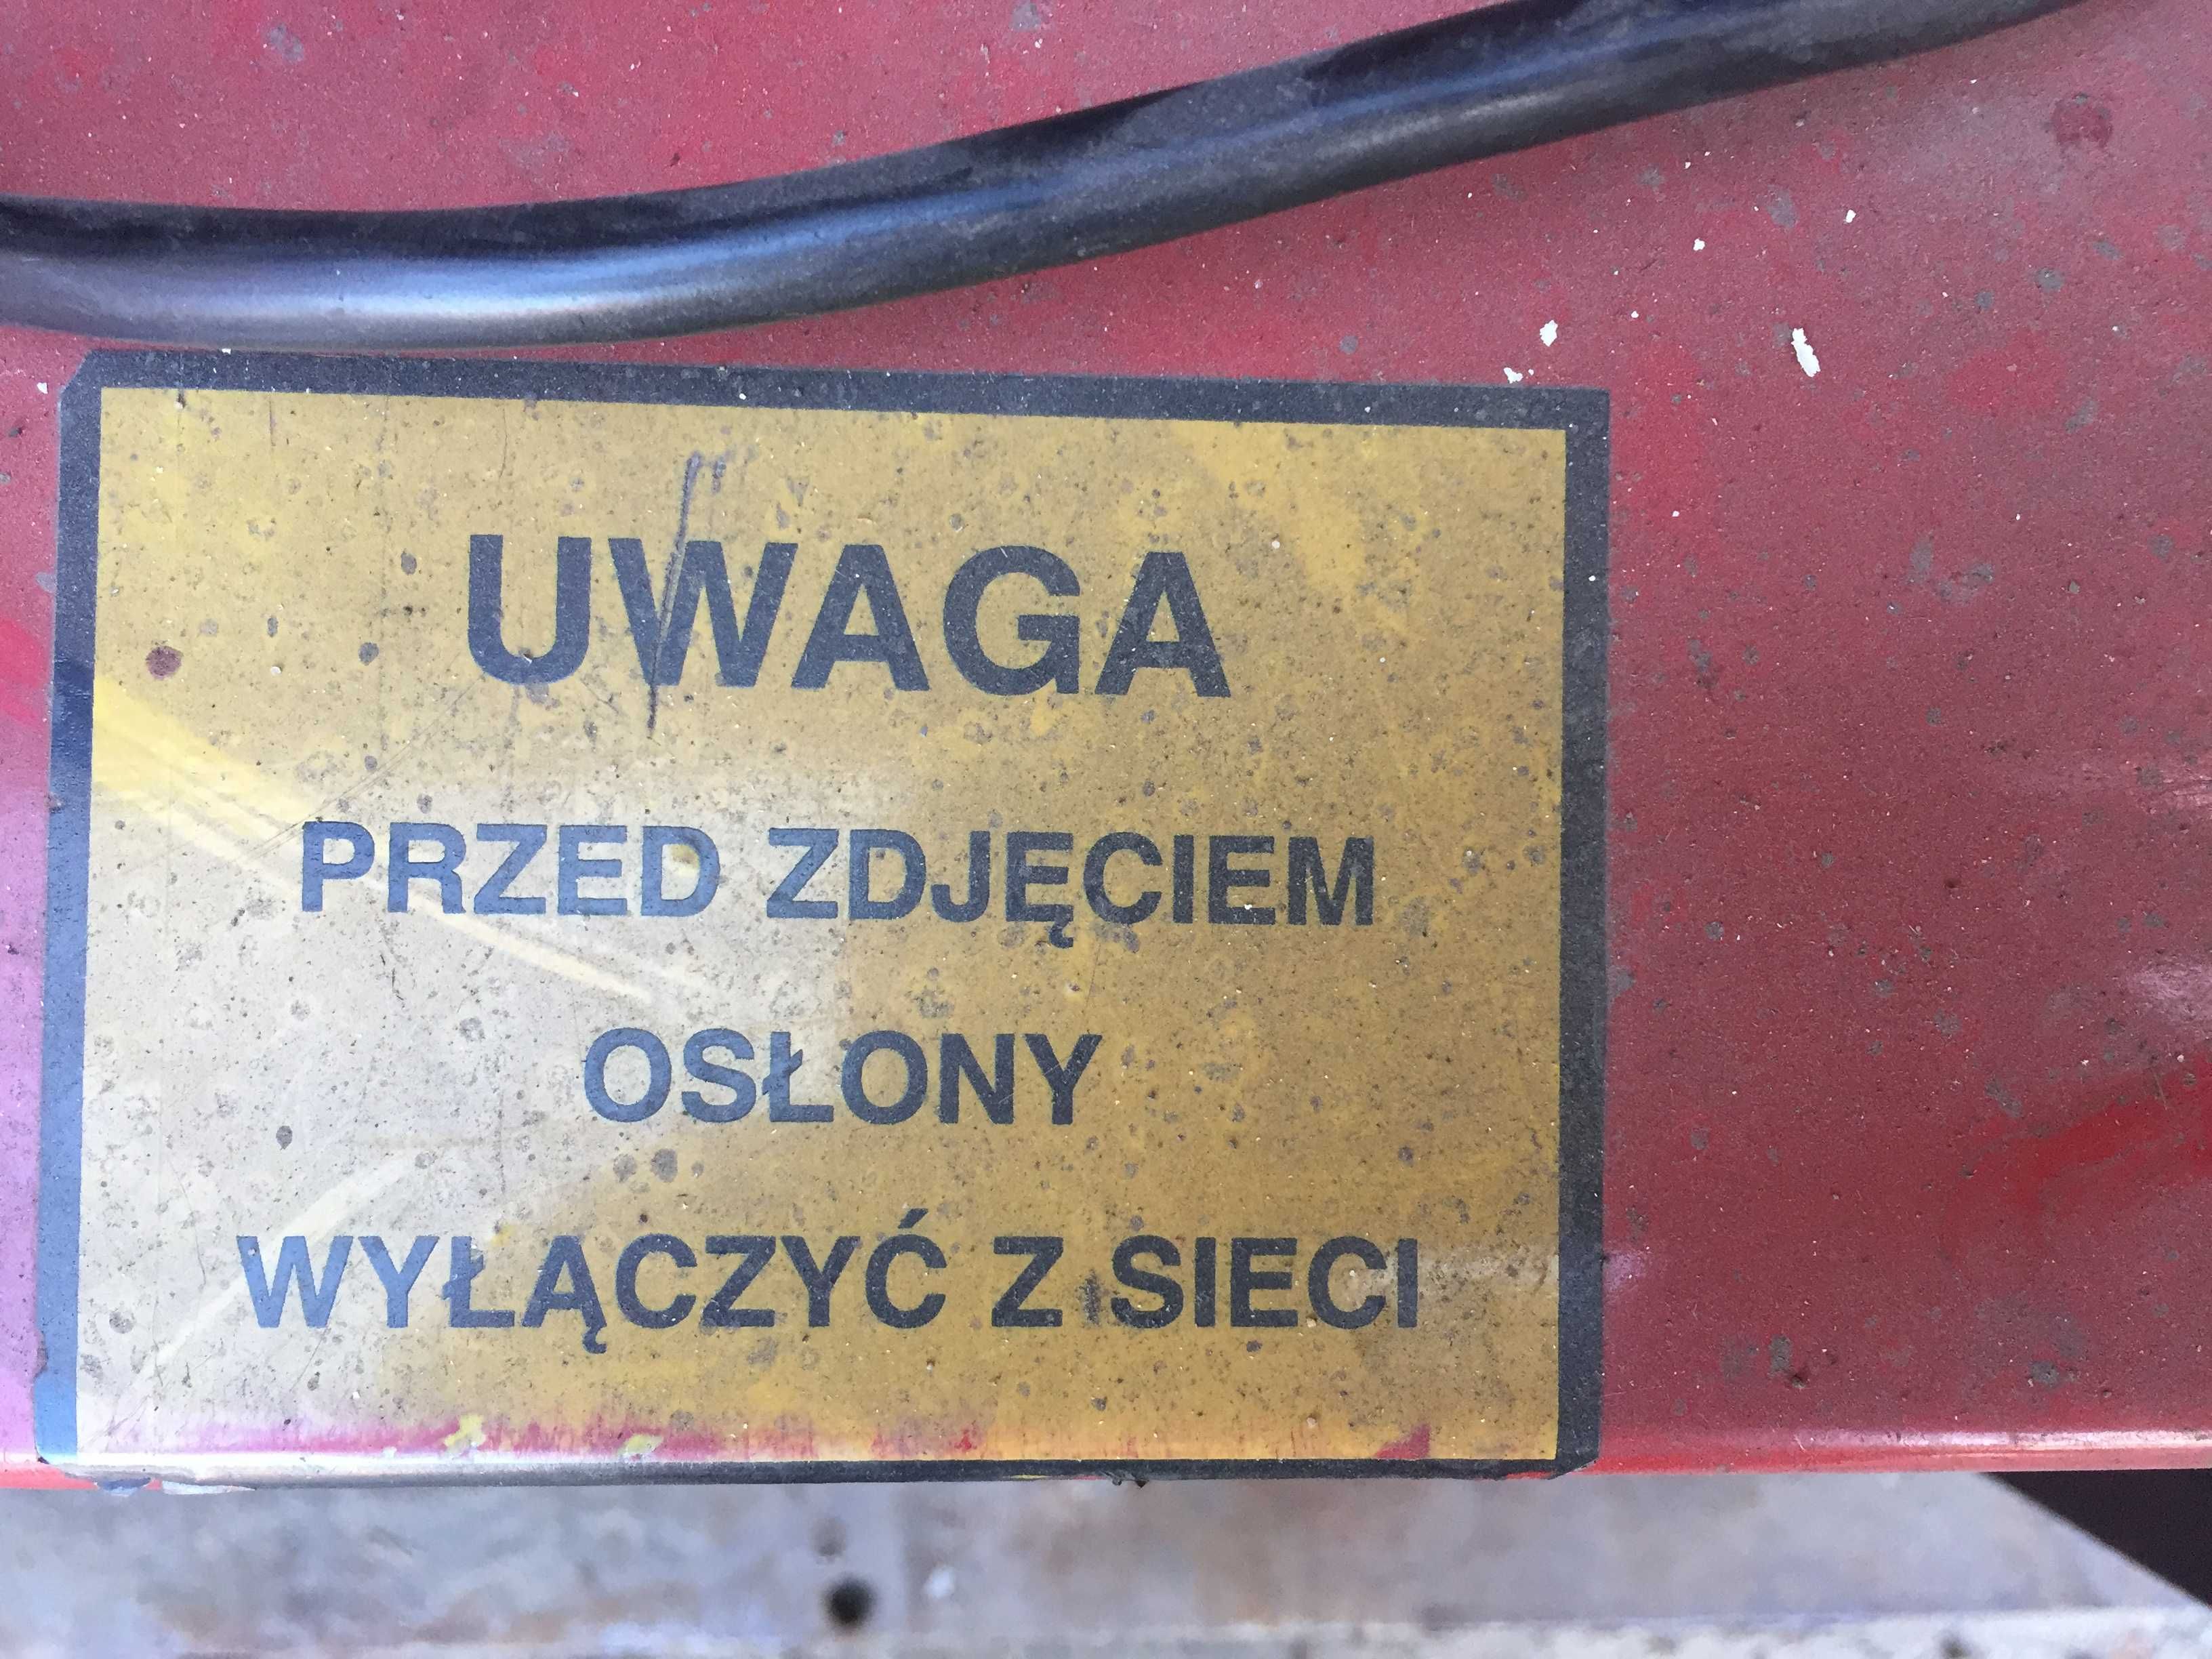 UWAGA
PRZED ZDJĘCIEM
OSŁONY
WYŁĄCZYĆ Z SIECI